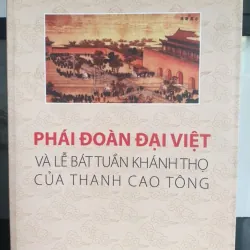 PHÁI ĐOÀN ĐẠI VIỆT
VÀ LỄ BÁT TUẦN KHÁNH THỌ
CỦA THANH CAO TÔNG